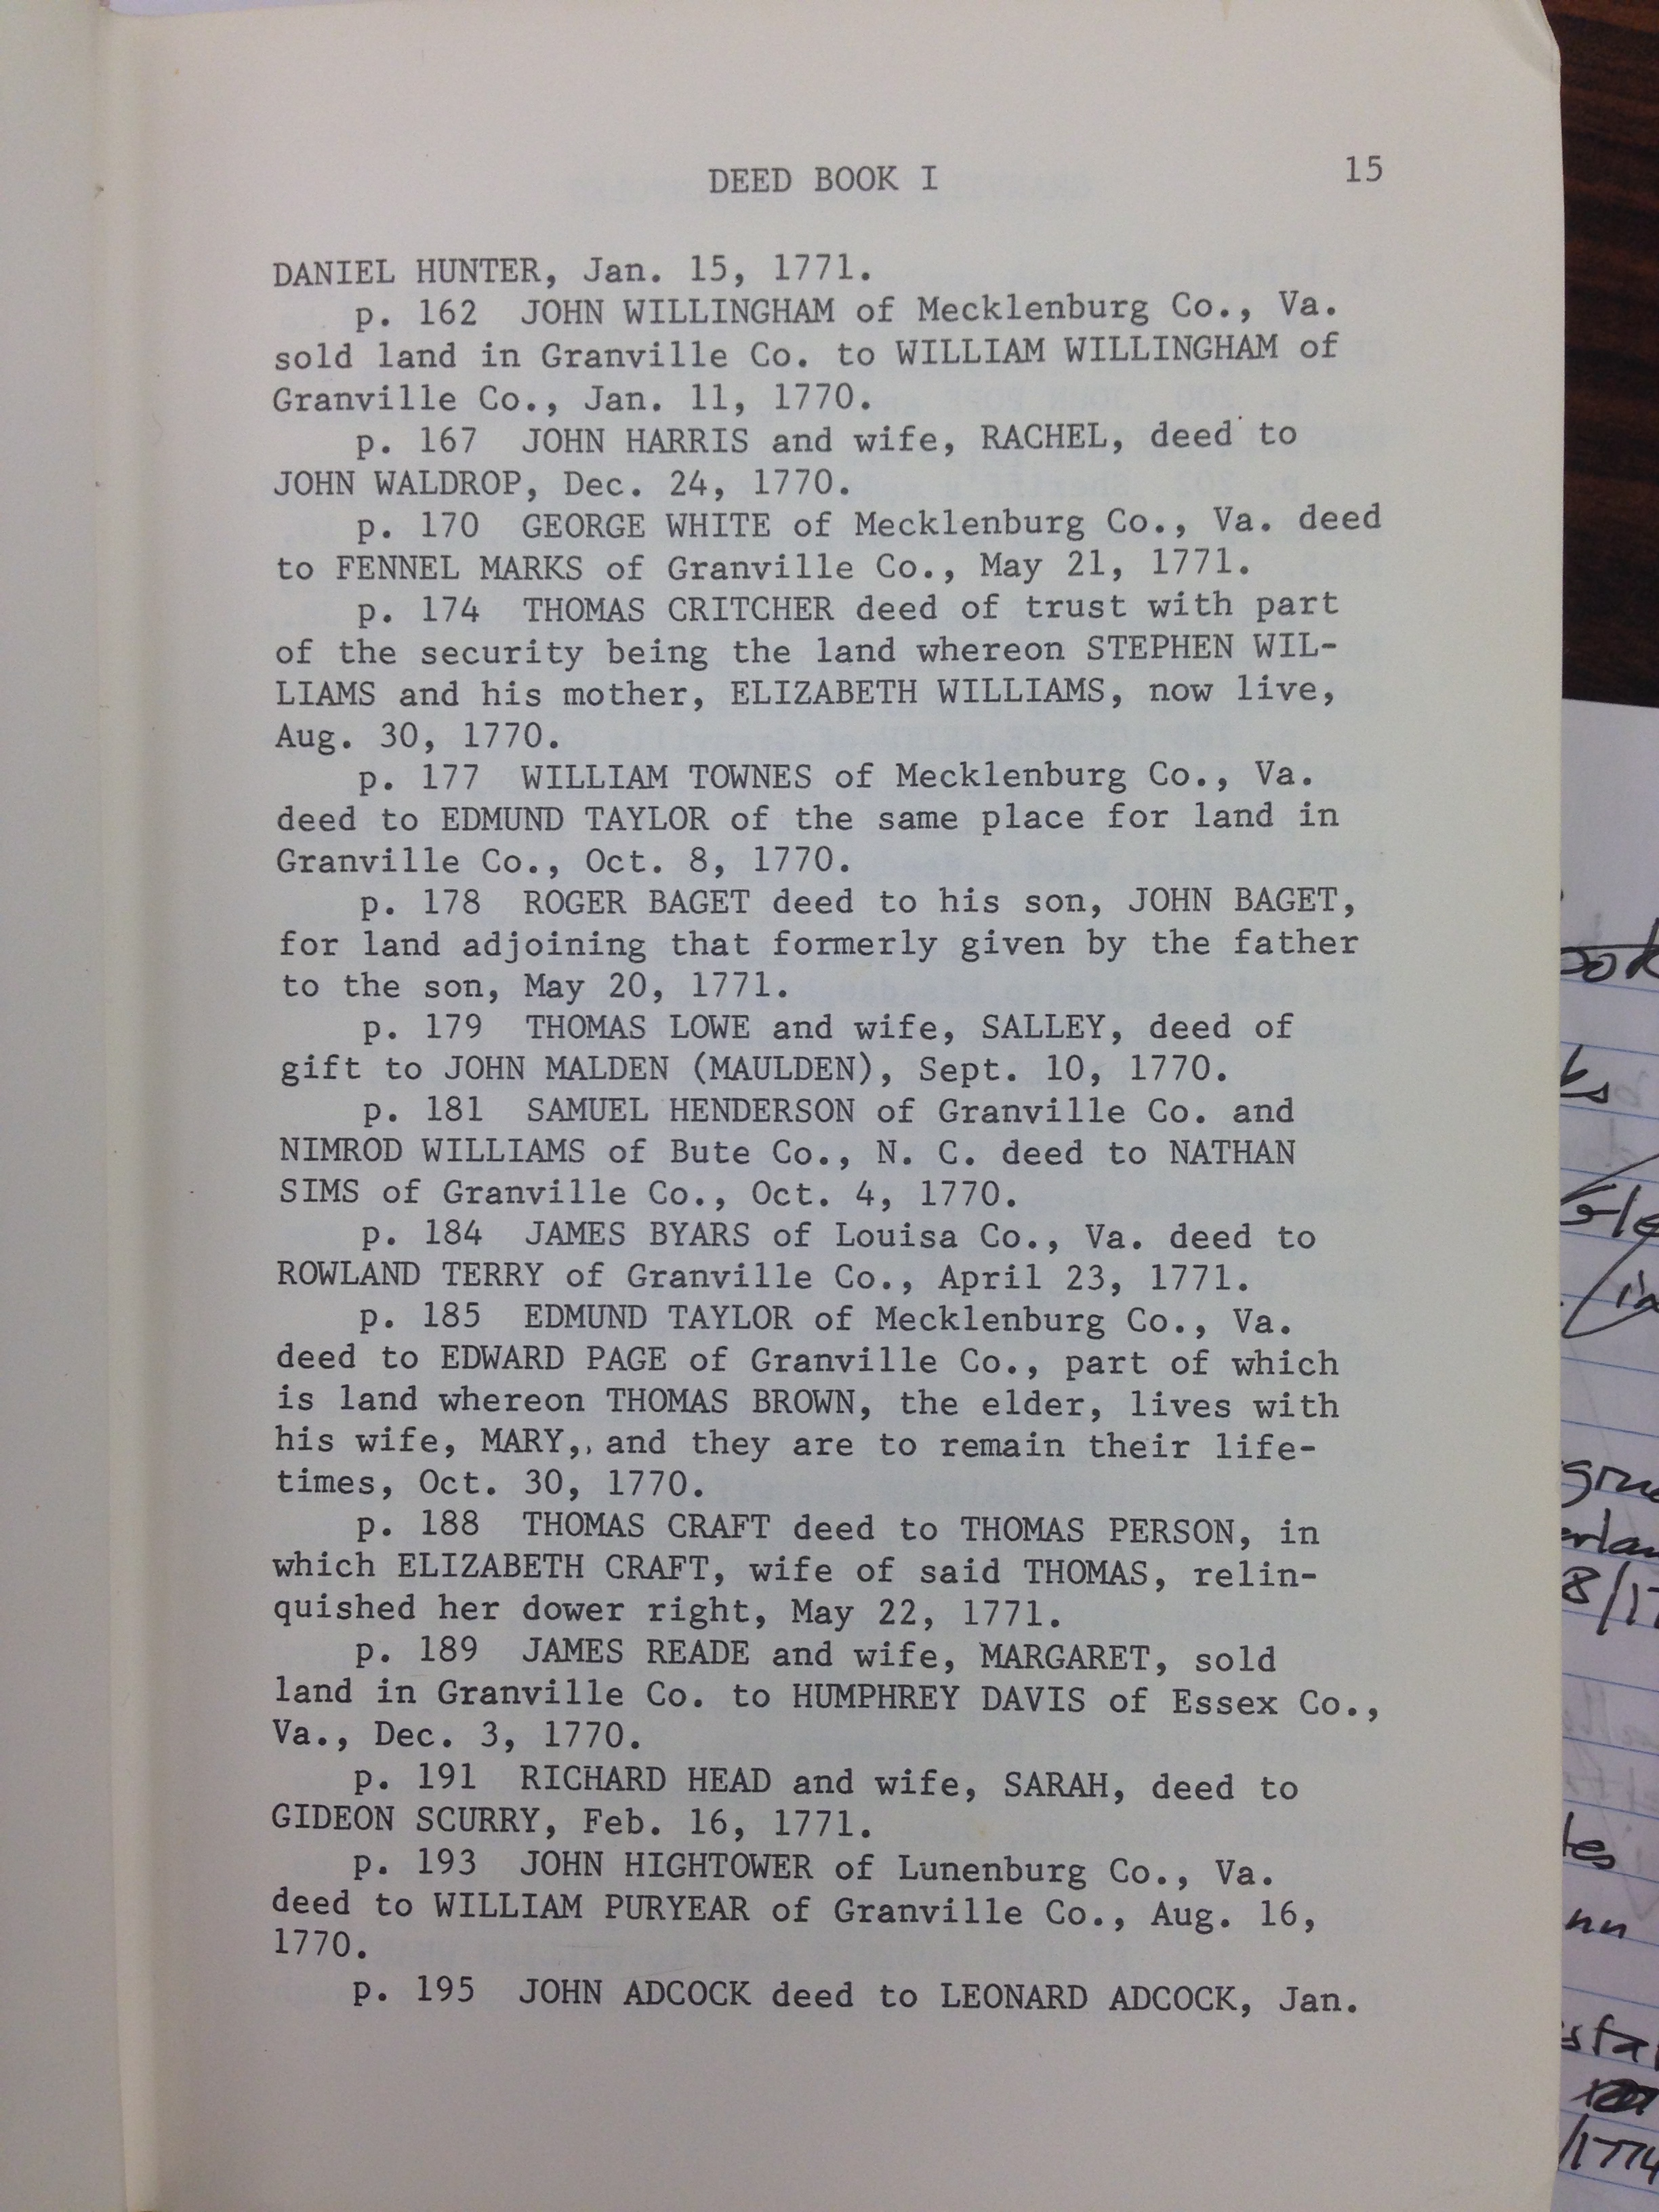 DEED BOOK I 15
DANIEL HUNTER, Jan. 15, 1771.
p. 162 JOHN WILLINGHAM of Mecklenburg Co., Va.
sold land in Granville Co. to WILLIAM WILLINGHAM of
Granville Co., Jan. 11, 1770.
p. 167 JOHN HARRIS and wife, RACHEL, deed to
JOHN WALDROP, Dec. 24, 1770.
p. 170 GEORGE WHITE of Mecklenburg Co., Va. deed
to FENNEL MARKS of Granville Co., May 21, 1771.
p. 174 THOMAS CRITCHER deed of trust with part
of the security being the land whereon STEPHEN WIL-
LIAMS and his mother, ELIZABETH WILLIAMS, now live,
Aug. 30, 1770.
p. 177 WILLIAM TOWNES of Mecklenburg Co., Va.
deed to EDMUND TAYLOR of the same place for land in
Granville Co., Oct. 8, 1770.
p. 178 ROGER BAGET deed to his son, JOHN BAGET,
for land adjoining that formerly given by the father
to the son, May 20, 1771.
p. 179 THOMAS LOWE and wife, SALLEY, deed of
gift to JOHN MALDEN (MAULDEN), Sept. 10, 1770.
p. 181 SAMUEL HENDERSON of Granville Co. and
NIMROD WILLIAMS of Bute Co., N. C. deed to NATHAN
SIMS of Granville Co., Oct. 4, 1770.
p. 184 JAMES BYARS of Louisa Co., Va. deed to
ROWLAND TERRY of Granville Co., April 23, 1771.
p. 185 EDMUND TAYLOR of Mecklenburg Co., Va.
deed to EDWARD PAGE of Granville Co., part of which
is land whereon THOMAS BROWN, the elder, lives with
his wife, MARY, and they are to remain their life-
times, Oct. 30, 1770.
p. 188 THOMAS CRAFT deed to THOMAS PERSON, in
which ELIZABETH CRAFT, wife of said THOMAS, relin-
quished her dower right, May 22, 1771.
p. 189 JAMES READE and wife, MARGARET, sold
land in Granville Co. to HUMPHREY DAVIS of Essex Co.,
Va., Dec. 3, 1770.
p. 191 RICHARD HEAD and wife, SARAH, deed to
GIDEON SCURRY, Feb. 16, 1771.
p. 193 JOHN HIGHTOWER of Lunenburg Co., Va.
deed to WILLIAM PURYEAR of Granville Co., Aug. 16,
1770.
p. 195 JOHN ADCOCK deed to LEONARD ADCOCK, Jan.
/1774